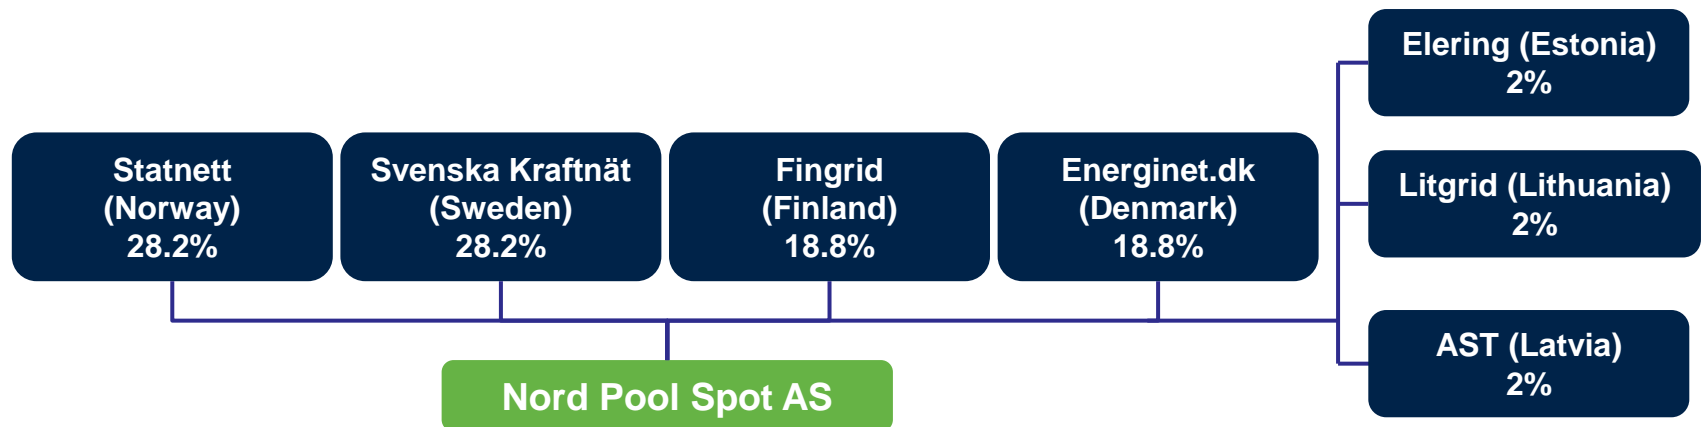 Statnett
(Norway)
28.2%
Svenska Kraftnät
(Sweden)
28.2%
Fingrid
(Finland)
18.8%
Energinet.dk
(Denmark)
18.8%
Elering (Estonia)
2%
Litgrid (Lithuania)
2%
AST (Latvia)
2%
Nord Pool Spot AS